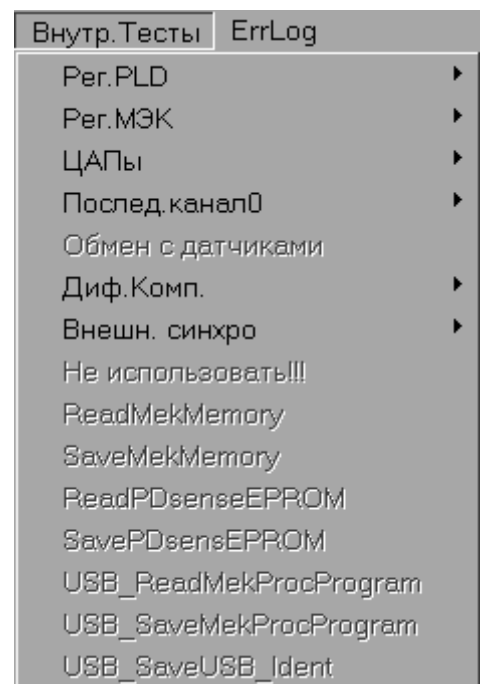 Внутр.Тесты ErrLog
Рег.PLD
Рег.МЭК
ЦАПы
Послед.канал0
Обмен с датчиками
Диф.Комп.
Внешн. синхро
Не использовать!!!
ReadMekMemory
SaveMekMemory
ReadPDsenseEPROM
SavePDsensEPROM
USB_ReadMekProcProgram
USB_SaveMekProcProgram
USB_SaveUSB_Ident